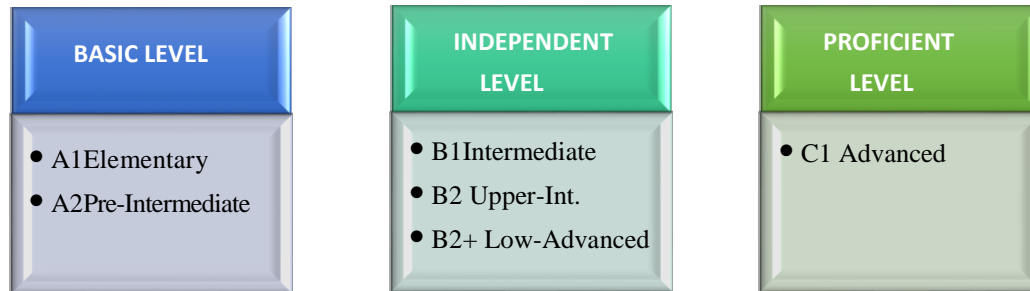 BASIC LEVEL
• A1Elementary
• A2Pre-Intermediate
INDEPENDENT
LEVEL
• B1Intermediate
• B2 Upper-Int.
• B2+ Low-Advanced
PROFICIENT
LEVEL
• C1 Advanced